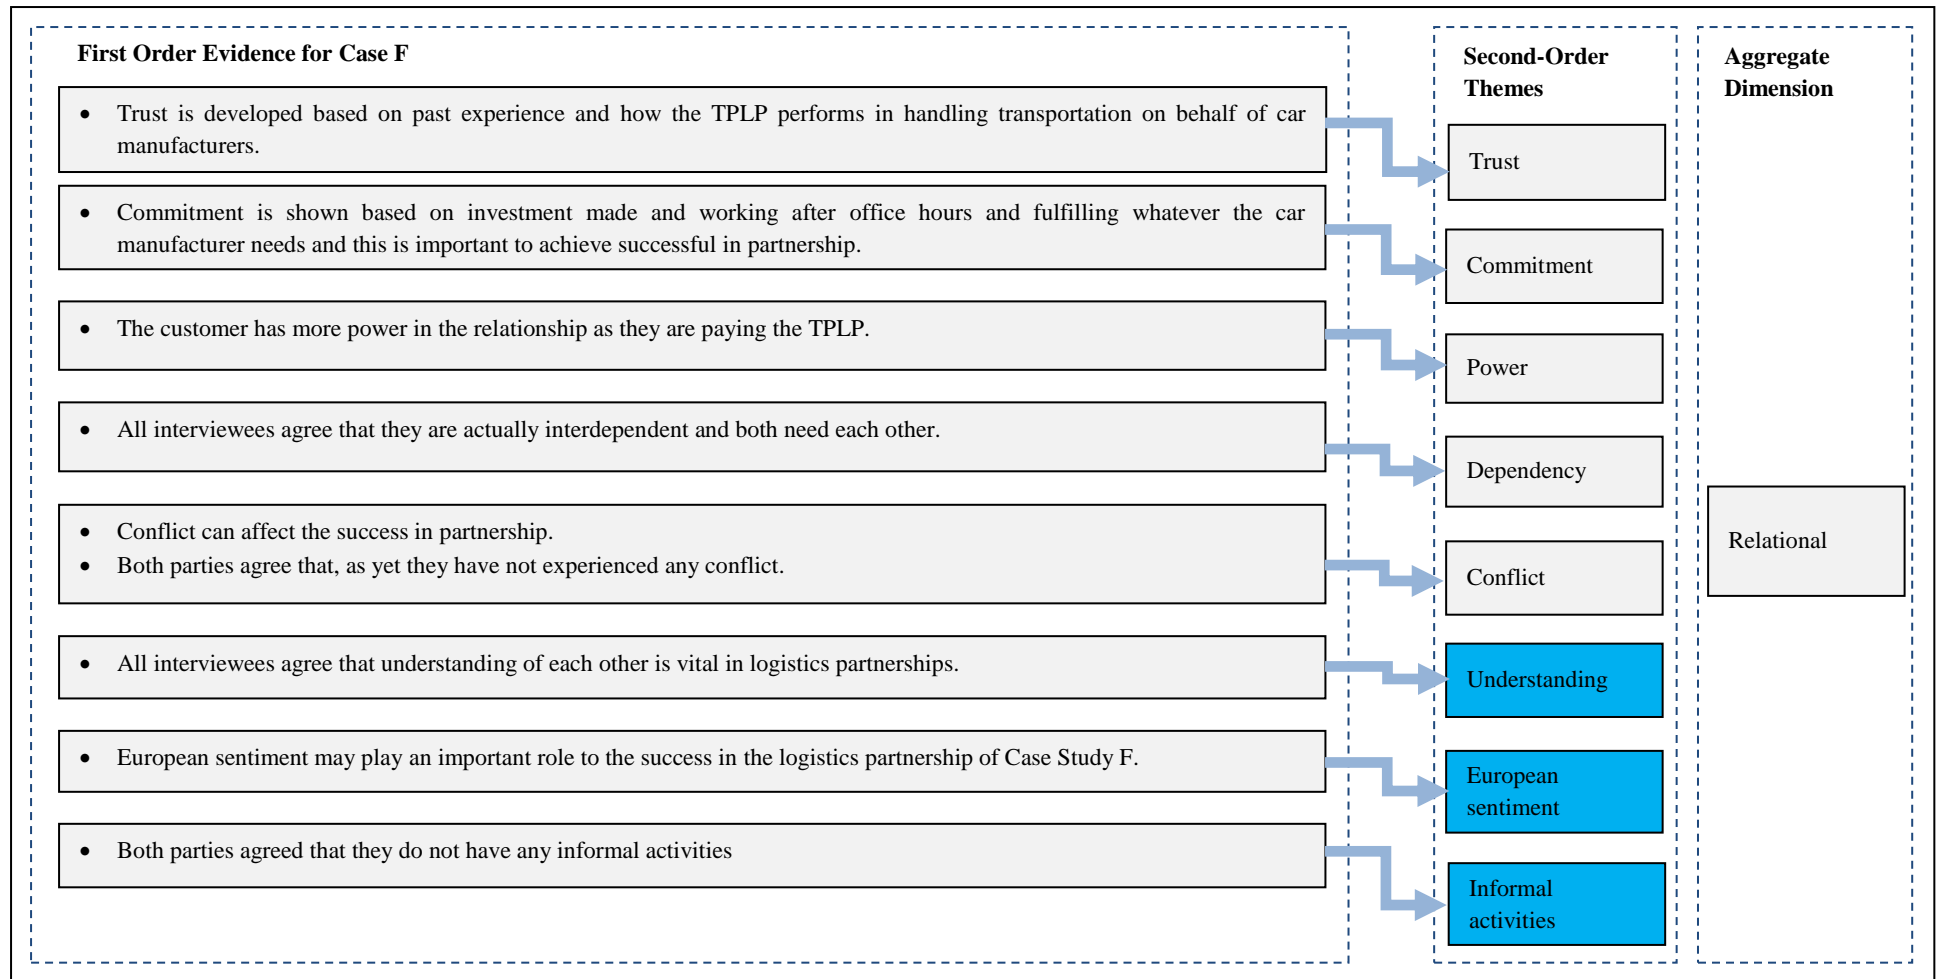 First Order Evidence for Case F
• Trust is developed based on past experience and how the TPLP performs in handling transportation on behalf of car
manufacturers.
• Commitment is shown based on investment made and working after office hours and fulfilling whatever the car
manufacturer needs and this is important to achieve successful in partnership.
• The customer has more power in the relationship as they are paying the TPLP.
• All interviewees agree that they are actually interdependent and both need each other.
• Conflict can affect the success in partnership.
• Both parties agree that, as yet they have not experienced any conflict.
• All interviewees agree that understanding of each other is vital in logistics partnerships.
• European sentiment may play an important role to the success in the logistics partnership of Case Study F.
• Both parties agreed that they do not have any informal activities
Second-Order
Themes
Trust
Commitment
Power
Dependency
Conflict
Understanding
European
sentiment
Informal
activities
Aggregate
Dimension
Relational